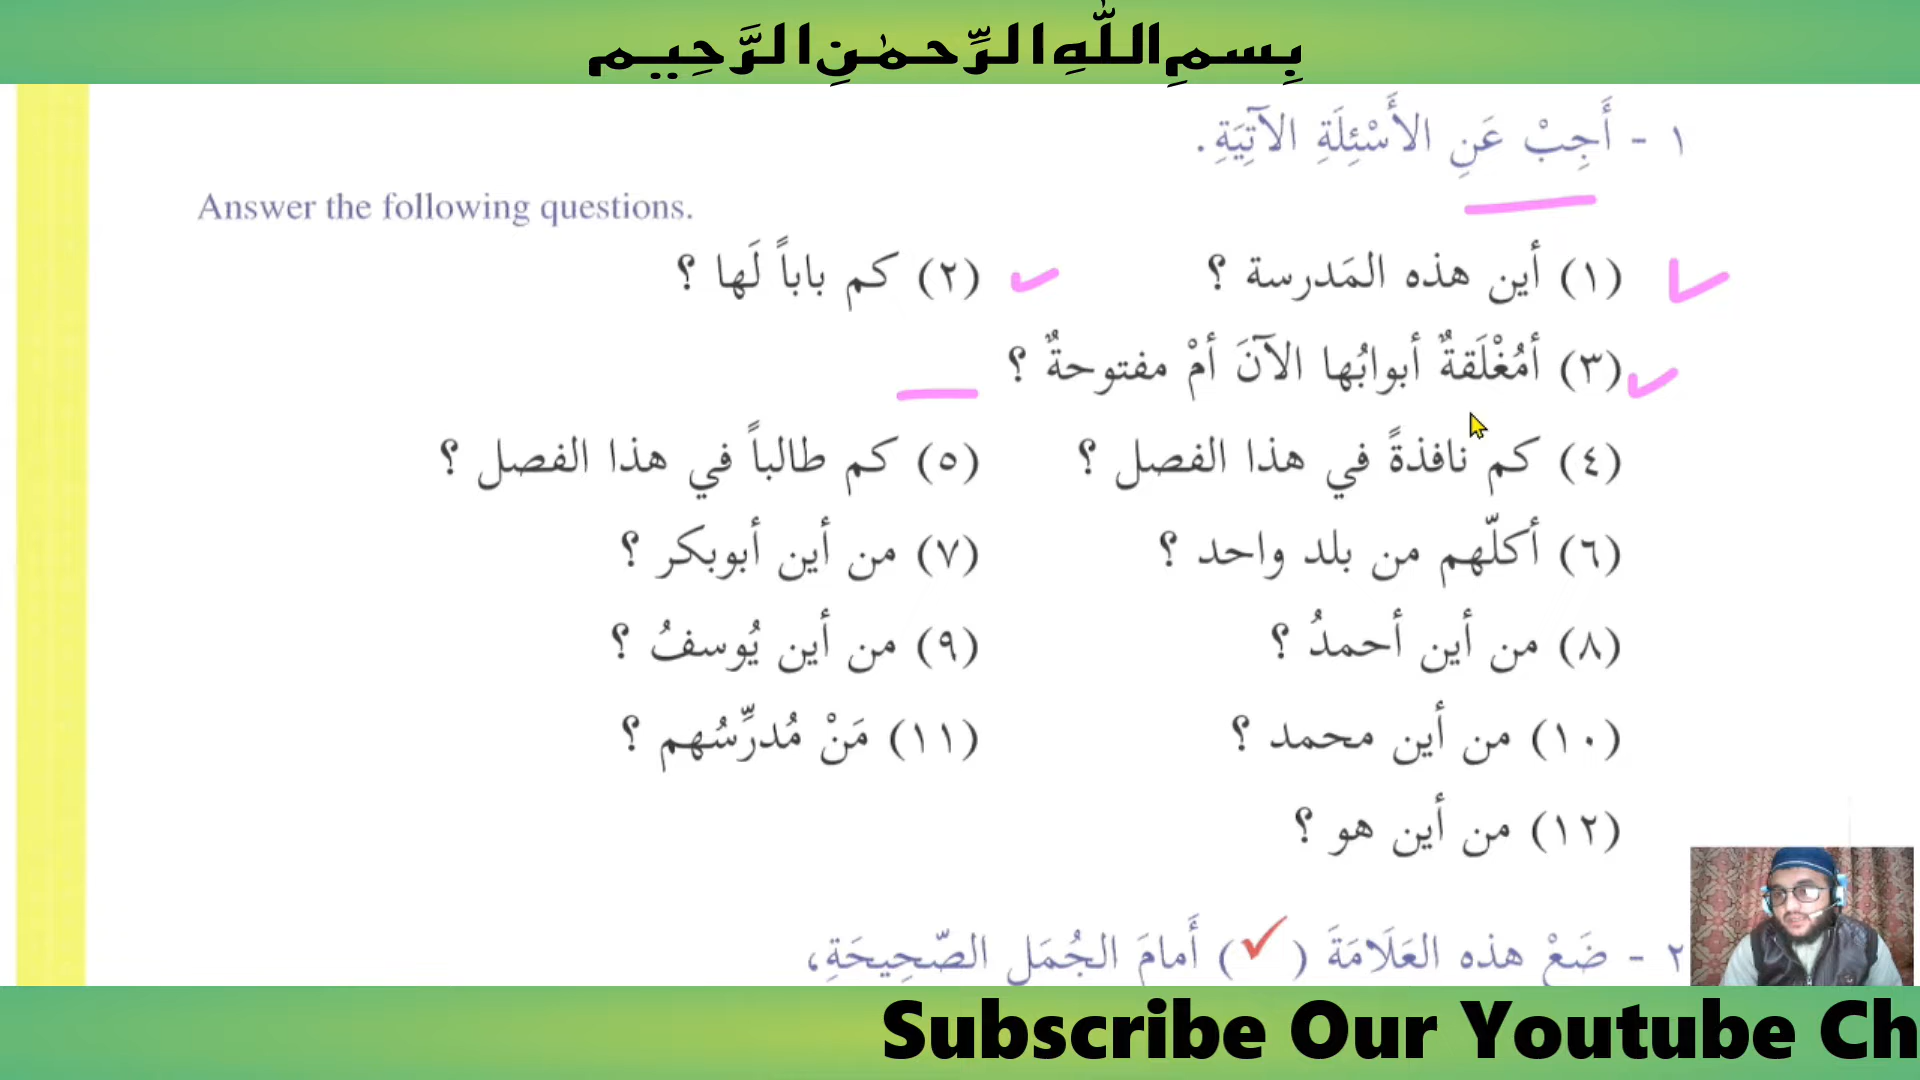 بِسمِ اللّٰهِ الرَّحمٰنِ الرَّحِيم
١ - أَجِبْ عَنِ الأَسْئِلَةِ الآتِيَةِ.
Answer the following questions.
(١) أين هذه المَدرسة ؟ (٢) كم باباً لَها ؟
(٣) أمُغْلَقةٌ أبوابُها الآنَ أمْ مفتوحةٌ ؟
(٤) كم نافذةً في هذا الفصل ؟ (٥) كم طالباً في هذا الفصل ؟
(٦) أكلّهم من بلد واحد ؟ (٧) من أين أبوبكر ؟
(٨) من أين أحمدُ ؟ (٩) من أين يُوسفُ ؟
(١٠) من أين محمد ؟ (١١) مَنْ مُدرِّسُهم ؟
(١٢) من أين هو ؟
٢ - ضَعْ هذه العَلَامَةَ (✓) أَمامَ الجُمَل الصّحِيحَةِ،
Subscribe Our Youtube Ch